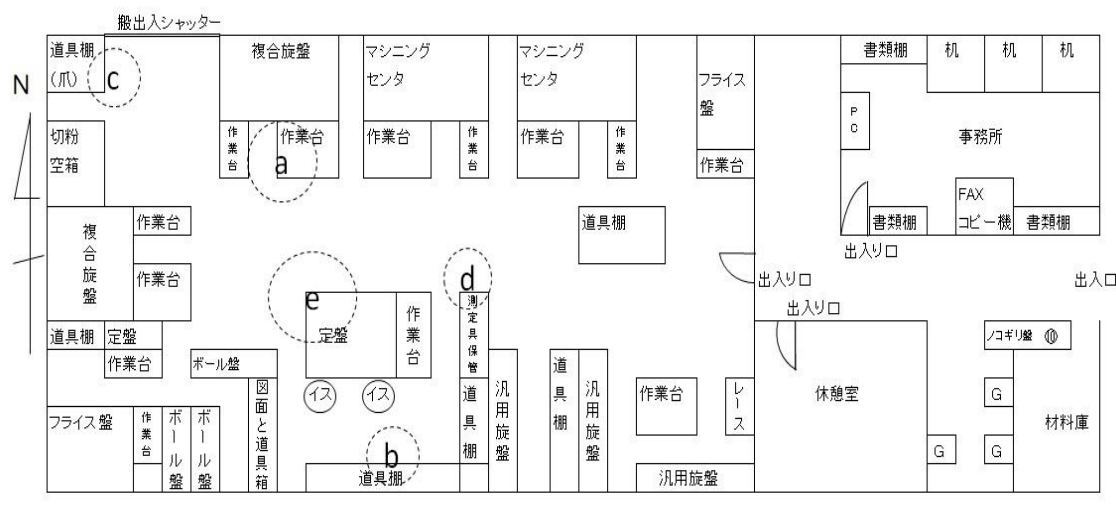 搬出入シャッター
N
道具棚
(爪)
c
複合旋盤
マシニング
センタ
マシニング
センタ
フライス
盤
書類棚
机
机
机
PC
事務所
切粉
空箱
作業台
作業台
a
作業台
作業台
作業台
作業台
作業台
FAX
コピー機
書類棚
書類棚
出入り口
複合旋盤
作業台
作業台
道具棚
d
e
出入り口
出入口
出入り口
測定具保管
定盤
作業台
道具棚
定盤
作業台
ボール盤
ノコギリ盤
⑩
イス
イス
図面と道具箱
道具棚
汎用旋盤
道具棚
汎用旋盤
作業台
レース
休憩室
G
材料庫
フライス盤
作業台
ボール盤
ボール盤
b
道具棚
汎用旋盤
G
G